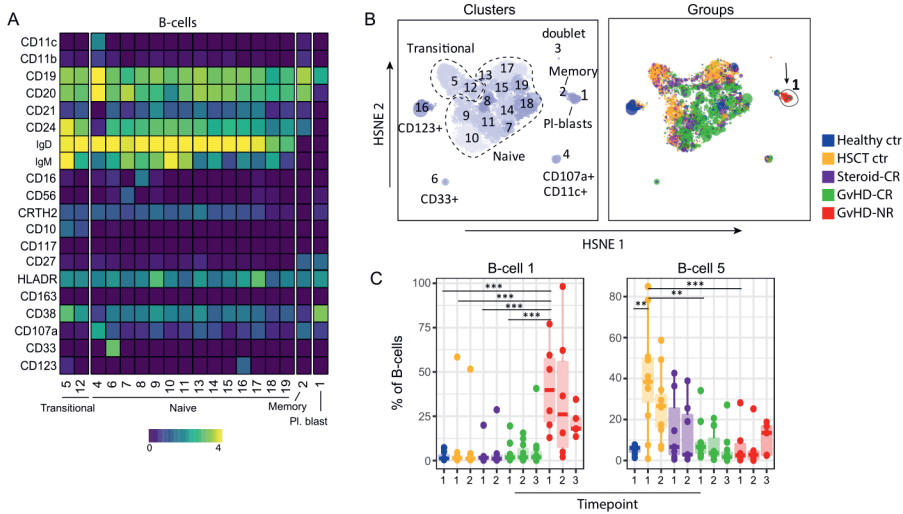 A
B-cells
CD11c
CD11b
CD19
CD20
CD21
CD24
IgD
IgM
CD16
CD56
CRTH2
CD10
CD117
CD27
HLADR
CD163
CD38
CD107a
CD33
CD123
5 12 4 6 7 8 9 10 11 13 14 15 16 17 18 19 2 1
Transitional Naive Memory
Pl. blast
0 4
B
Clusters
HSNE 2
Transitional
doublet
3
Memory
2 1
Pl-blasts
5 12 13 17 15 19 8 14 18 9 11 7 10
16
CD123+
Naive
4
CD107a+
CD11c+
6
CD33+
HSNE 1
Groups
1
Healthy ctr
HSCT ctr
Steroid-CR
GvHD-CR
GvHD-NR
C
B-cell 1
% of B-cells
100
75
50
25
0
***
***
***
***
1 1 2 1 2 1 2 3 1 2 3
B-cell 5
80
60
40
20
0
***
**
**
1 1 2 1 2 1 2 3 1 2 3
Timepoint